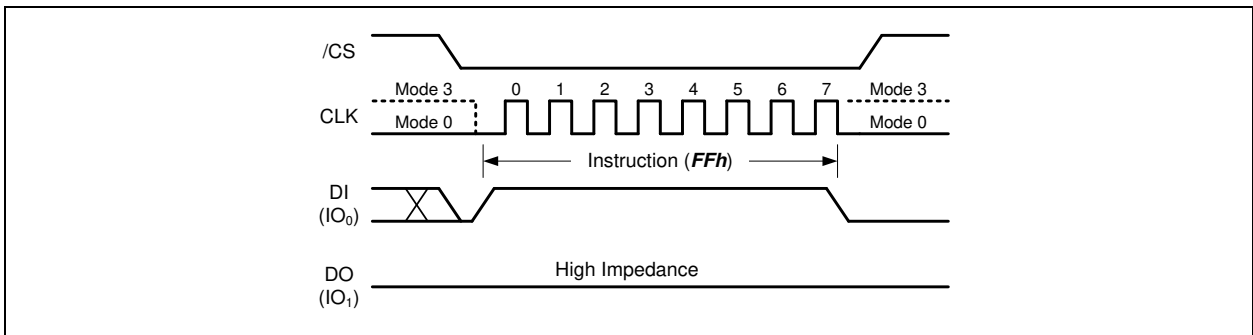 /CS
Mode 3 0 1 2 3 4 5 6 7 Mode 3
CLK
Mode 0 Mode 0
Instruction (FFh)
DI
(IO₀)
High Impedance
DO
(IO₁)